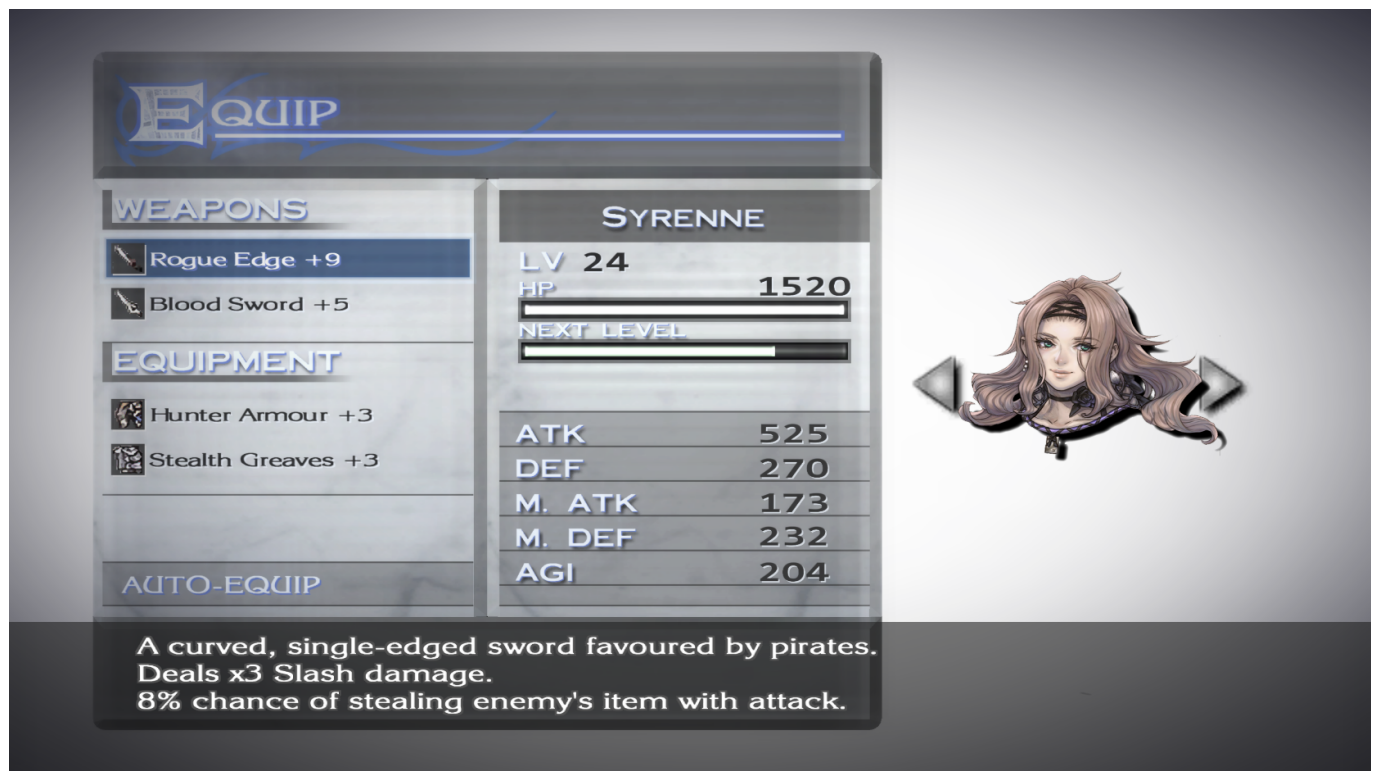 EQUIP
WEAPONS
Rogue Edge +9
Blood Sword +5
EQUIPMENT
Hunter Armour +3
Stealth Greaves +3
AUTO-EQUIP
SYRENNE
LV 24
HP 1520
NEXT LEVEL
ATK 525
DEF 270
M. ATK 173
M. DEF 232
AGI 204
A curved, single-edged sword favoured by pirates.
Deals x3 Slash damage.
8% chance of stealing enemy's item with attack.